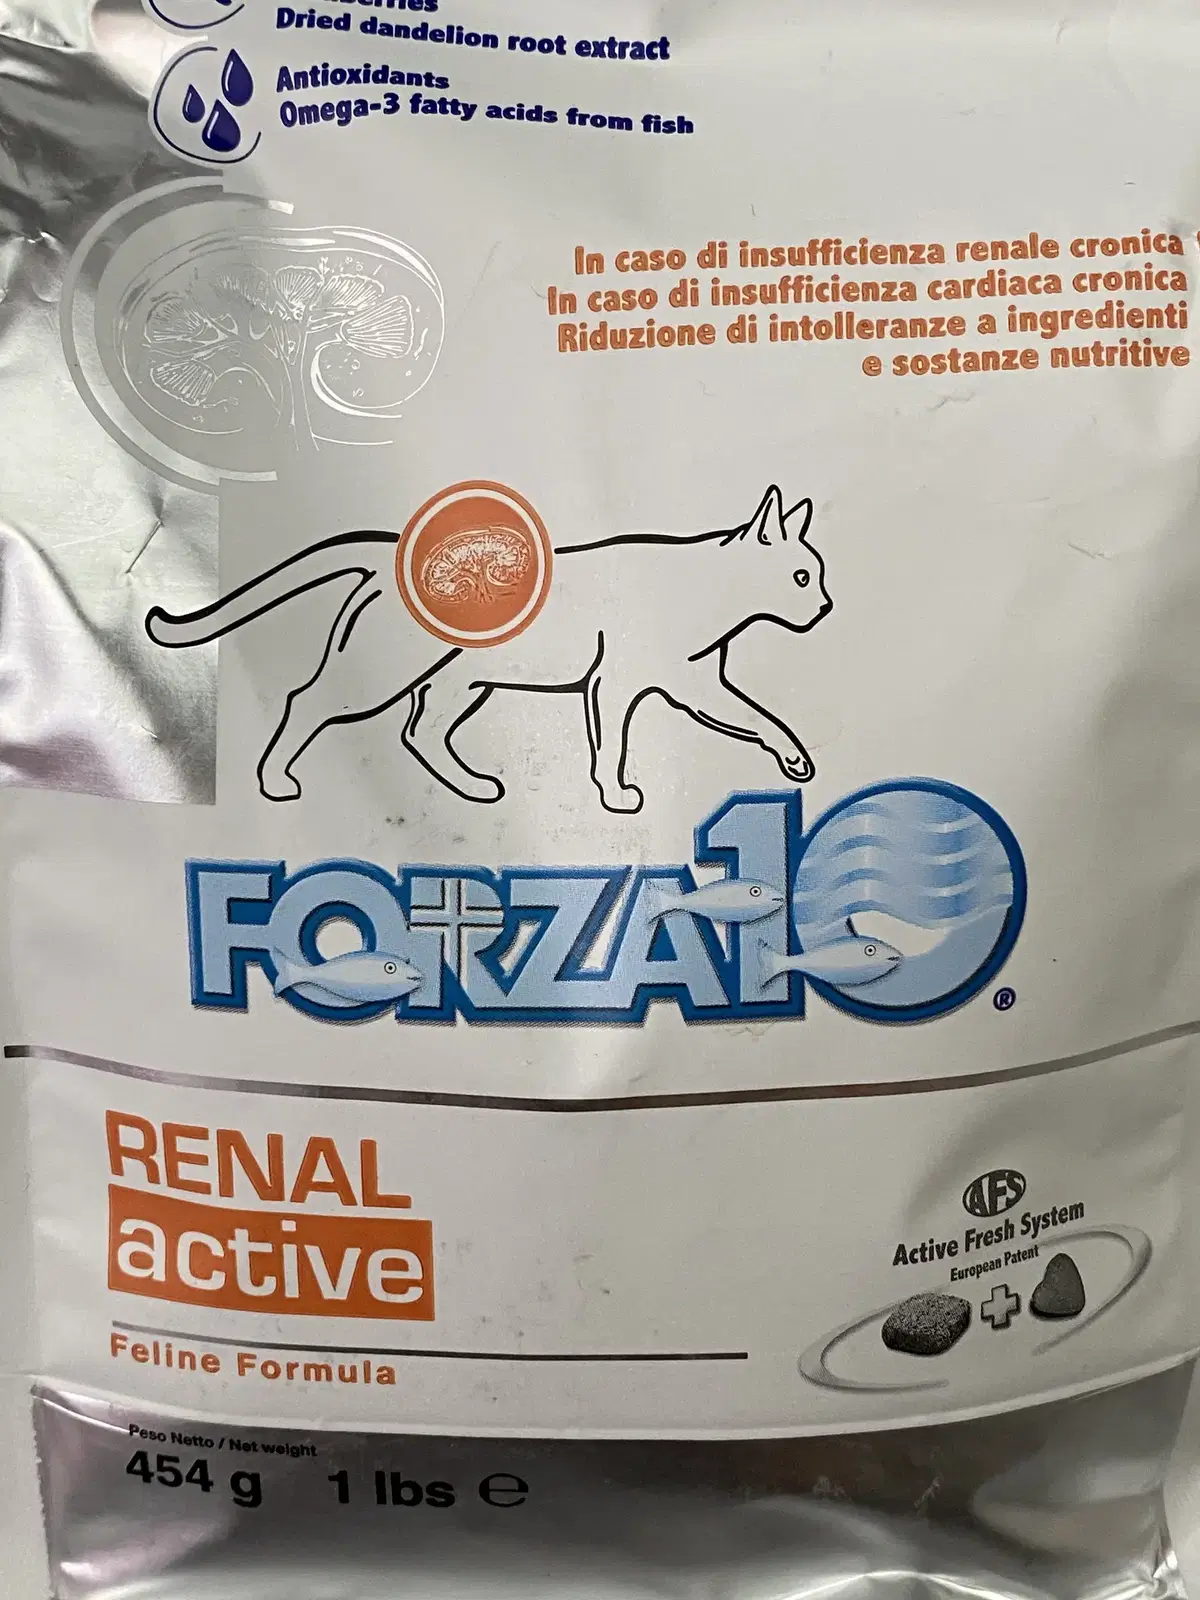 Dried dandelion root extract
Antioxidants
Omega-3 fatty acids from fish
In caso di insufficienza renale cronica
In caso di insufficienza cardiaca cronica
Riduzione di intolleranze a ingredienti
e sostanze nutritive
FORZA10®
RENAL
active
Feline Formula
AFS
Active Fresh System
European Patent
Peso Netto / Net weight
454 g 1 lbs ℮